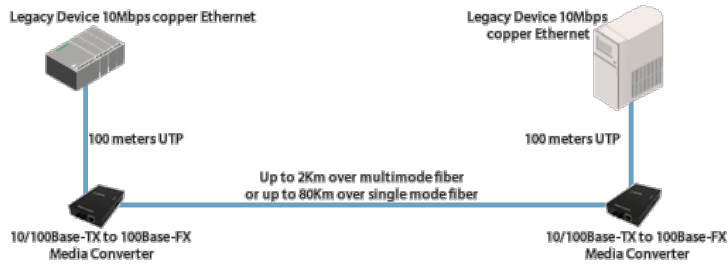 Legacy Device 10Mbps copper Ethernet
Legacy Device 10Mbps
copper Ethernet
100 meters UTP
100 meters UTP
Up to 2Km over multimode fiber
or up to 80Km over single mode fiber
10/100Base-TX to 100Base-FX
Media Converter
10/100Base-TX to 100Base-FX
Media Converter